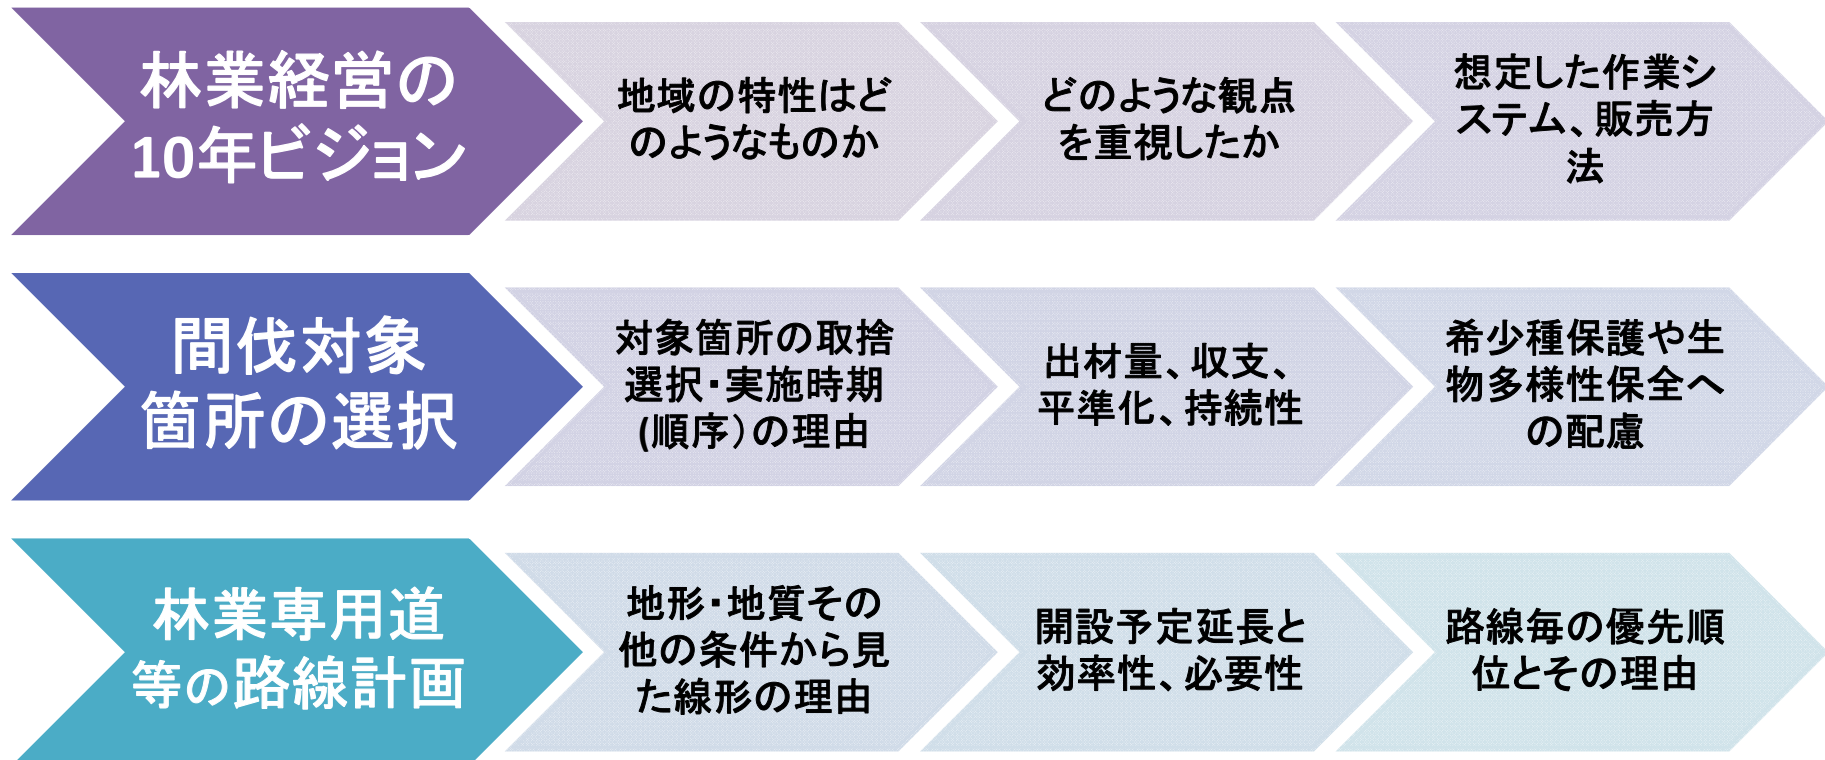 林業経営の
10年ビジョン
地域の特性はど
のようなものか
どのような観点
を重視したか
想定した作業シ
ステム、販売方
法
間伐対象
箇所の選択
対象箇所の取捨
選択・実施時期
(順序）の理由
出材量、収支、
平準化、持続性
希少種保護や生
物多様性保全へ
の配慮
林業専用道
等の路線計画
地形・地質その
他の条件から見
た線形の理由
開設予定延長と
効率性、必要性
路線毎の優先順
位とその理由